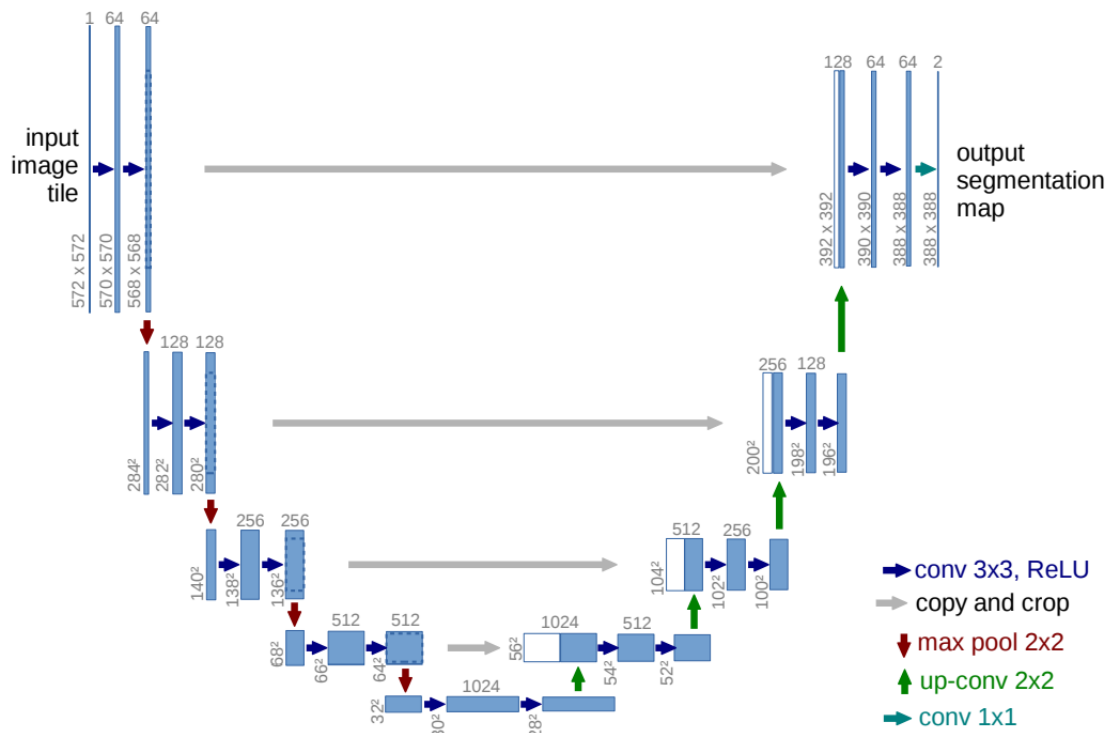 1
64
64
input
image
tile
572 x 572
570 x 570
568 x 568
128
64
64
2
output
segmentation
map
392 x 392
390 x 390
388 x 388
388 x 388
128
128
284²
282²
280²
256
128
200²
198²
196²
256
256
140²
138²
136²
512
256
104²
102²
100²
512
512
68²
66²
64²
1024
512
56²
54²
52²
1024
32²
30²
28²
conv 3x3, ReLU
copy and crop
max pool 2x2
up-conv 2x2
conv 1x1